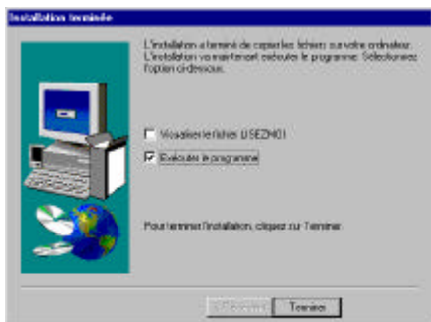 Installation terminée
L'installation a terminé de copier les fichiers sur votre ordinateur.
L'installation va maintenant exécuter le programme. Sélectionnez
l'option ci-dessous.
Visualiser le fichier LISEZMOI
Exécuter le programme
Pour terminer l'installation, cliquez sur Terminer.
Terminer